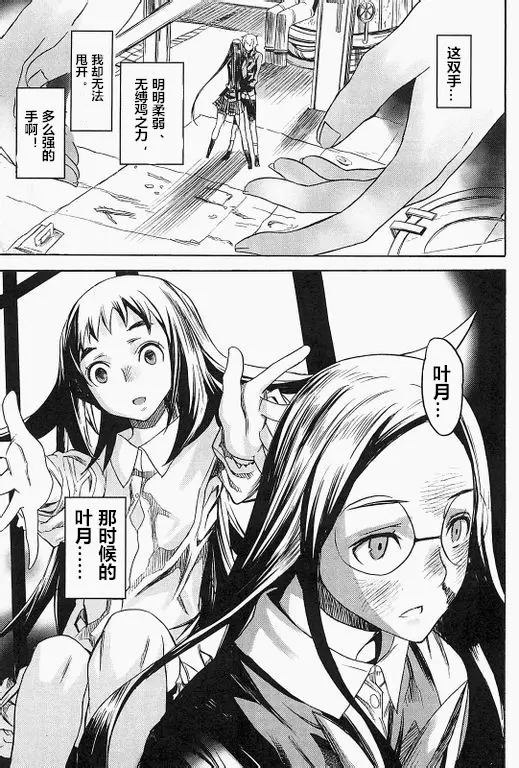 这双手…
明明柔弱、
无缚鸡之力，
我却无法
甩开。
多么强的
手啊！
叶月…
那时候的
叶月……